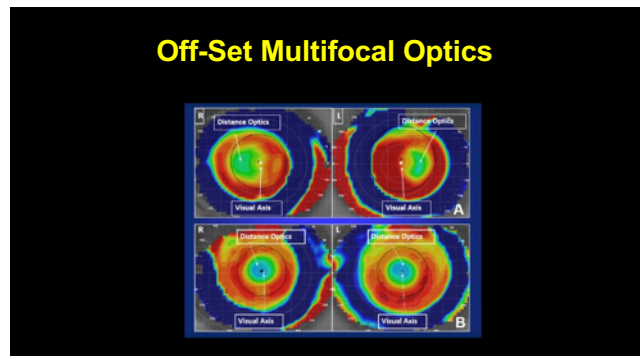 Off-Set Multifocal Optics
R
L
Distance Optics
Distance Optics
Visual Axis
Visual Axis
A
R
L
Distance Optics
Distance Optics
Visual Axis
Visual Axis
B